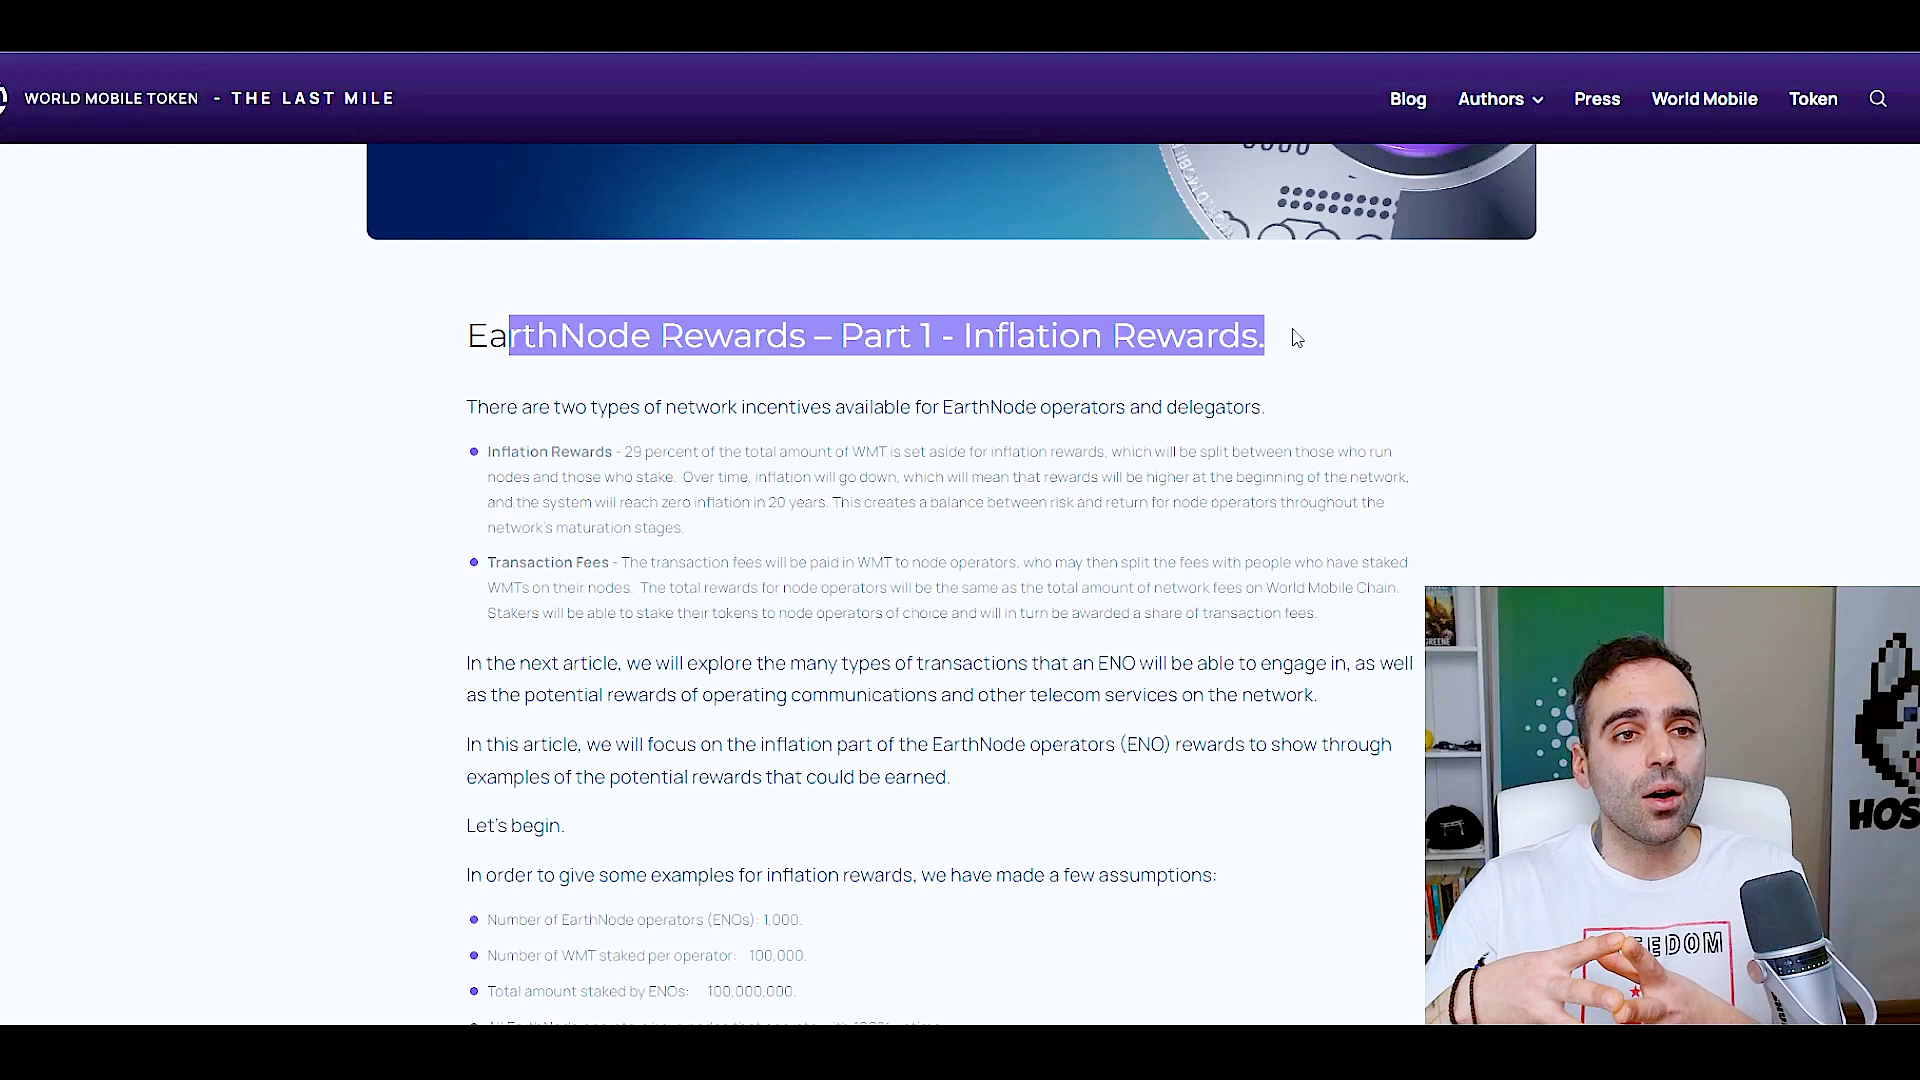 WORLD MOBILE TOKEN - THE LAST MILE
Blog Authors Press World Mobile Token
EarthNode Rewards – Part 1 - Inflation Rewards.
There are two types of network incentives available for EarthNode operators and delegators.
Inflation Rewards - 29 percent of the total amount of WMT is set aside for inflation rewards, which will be split between those who run
nodes and those who stake. Over time, inflation will go down, which will mean that rewards will be higher at the beginning of the network,
and the system will reach zero inflation in 20 years. This creates a balance between risk and return for node operators throughout the
network's maturation stages.
Transaction Fees - The transaction fees will be paid in WMT to node operators, who may then split the fees with people who have staked
WMTs on their nodes. The total rewards for node operators will be the same as the total amount of network fees on World Mobile Chain.
Stakers will be able to stake their tokens to node operators of choice and will in turn be awarded a share of transaction fees.
In the next article, we will explore the many types of transactions that an ENO will be able to engage in, as well
as the potential rewards of operating communications and other telecom services on the network.
In this article, we will focus on the inflation part of the EarthNode operators (ENO) rewards to show through
examples of the potential rewards that could be earned.
Let's begin.
In order to give some examples for inflation rewards, we have made a few assumptions:
Number of EarthNode operators (ENOs): 1,000.
Number of WMT staked per operator: 100,000.
Total amount staked by ENOs: 100,000,000.
GREENE
HOS
EDOM